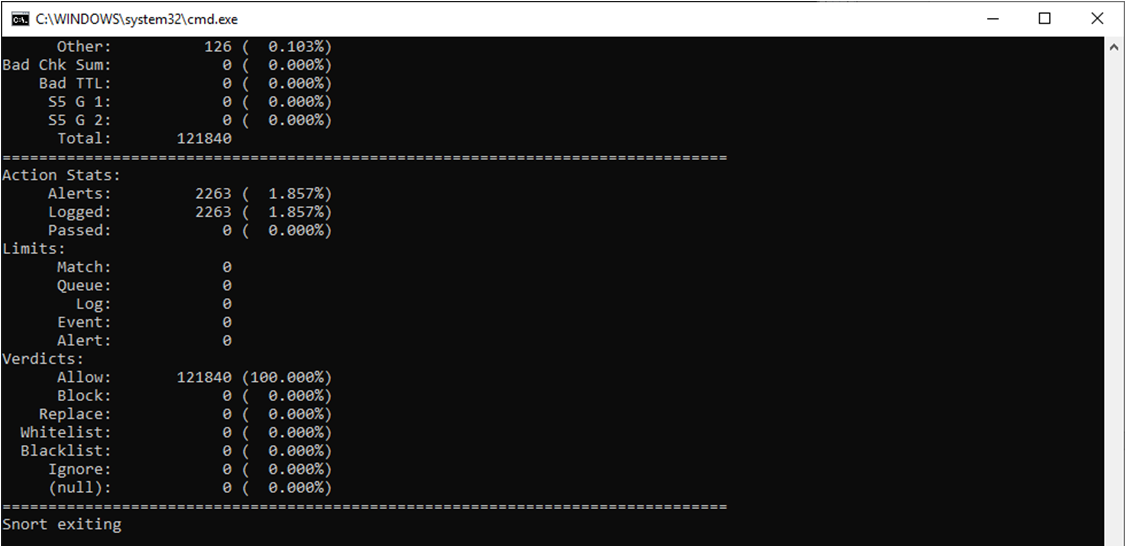 C:\WINDOWS\system32\cmd.exe
Other: 126 ( 0.103%)
Bad Chk Sum: 0 ( 0.000%)
Bad TTL: 0 ( 0.000%)
S5 G 1: 0 ( 0.000%)
S5 G 2: 0 ( 0.000%)
Total: 121840
===============================================================================
Action Stats:
Alerts: 2263 ( 1.857%)
Logged: 2263 ( 1.857%)
Passed: 0 ( 0.000%)
Limits:
Match: 0
Queue: 0
Log: 0
Event: 0
Alert: 0
Verdicts:
Allow: 121840 (100.000%)
Block: 0 ( 0.000%)
Replace: 0 ( 0.000%)
Whitelist: 0 ( 0.000%)
Blacklist: 0 ( 0.000%)
Ignore: 0 ( 0.000%)
(null): 0 ( 0.000%)
===============================================================================
Snort exiting